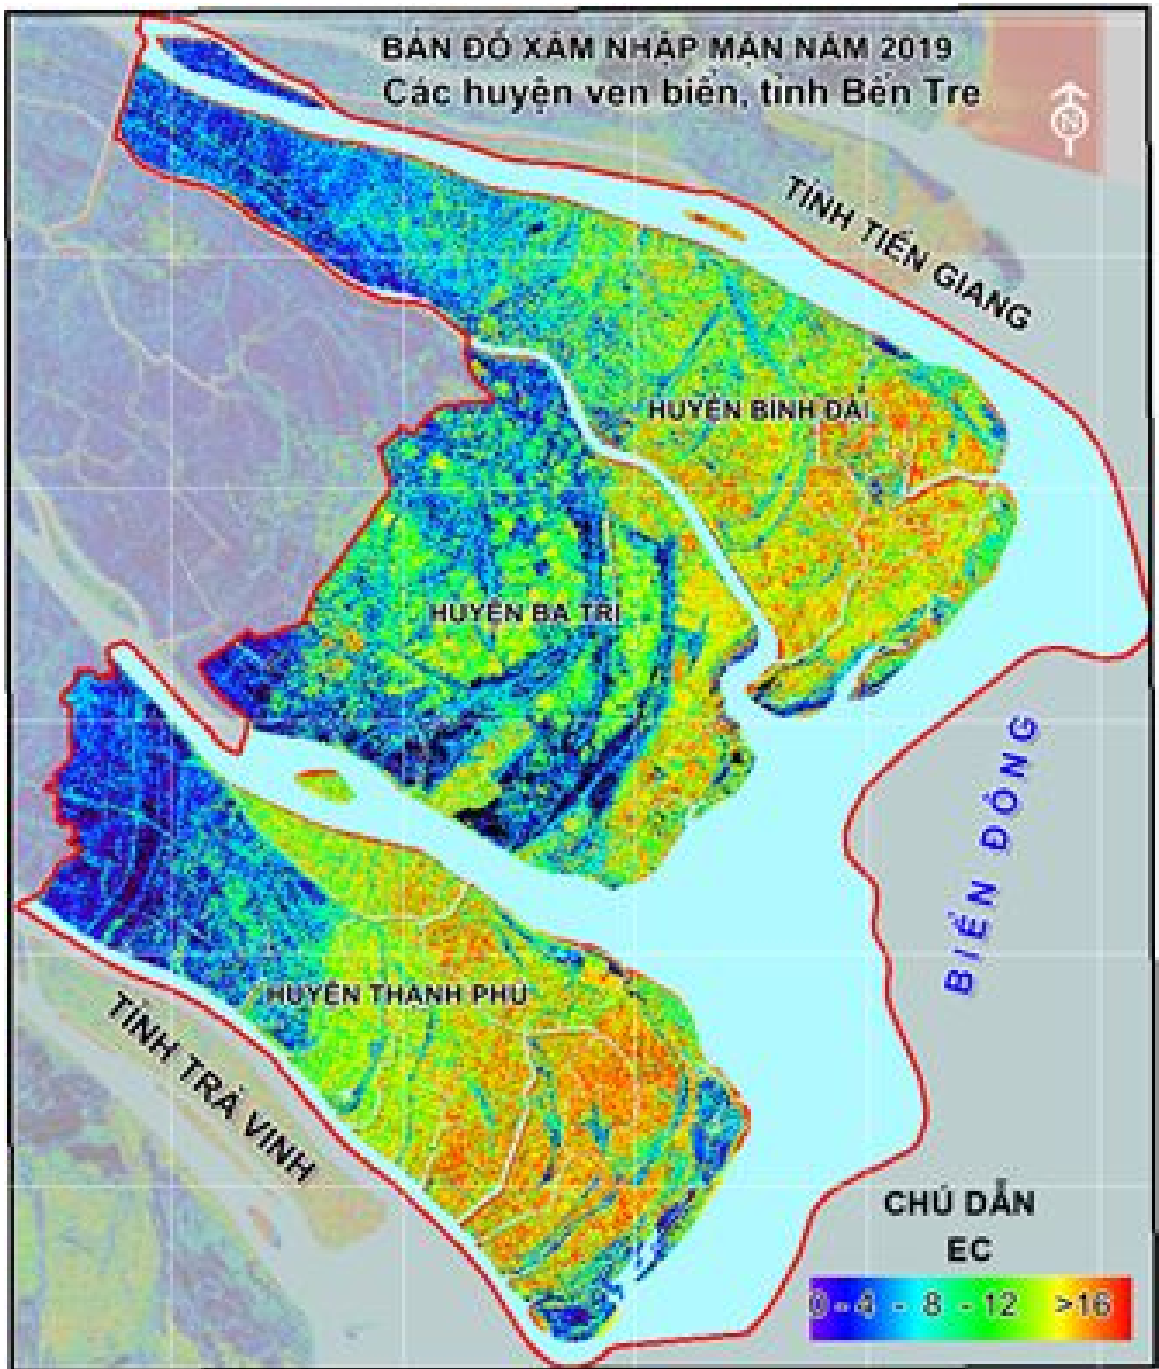 BẢN ĐỒ XÂM NHẬP MẶN NĂM 2019
Các huyện ven biển, tỉnh Bến Tre
N
TỈNH TIỀN GIANG
HUYỆN BÌNH ĐẠI
HUYỆN BA TRI
BIỂN ĐÔNG
HUYỆN THẠNH PHÚ
TỈNH TRÀ VINH
CHÚ DẪN
EC
0 - 4 - 8 - 12 >16